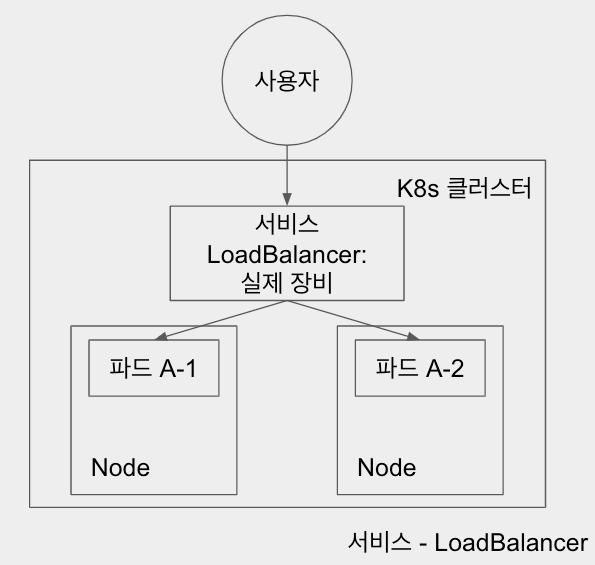 사용자
K8s 클러스터
서비스
LoadBalancer:
실제 장비
파드 A-1
파드 A-2
Node
Node
서비스 - LoadBalancer